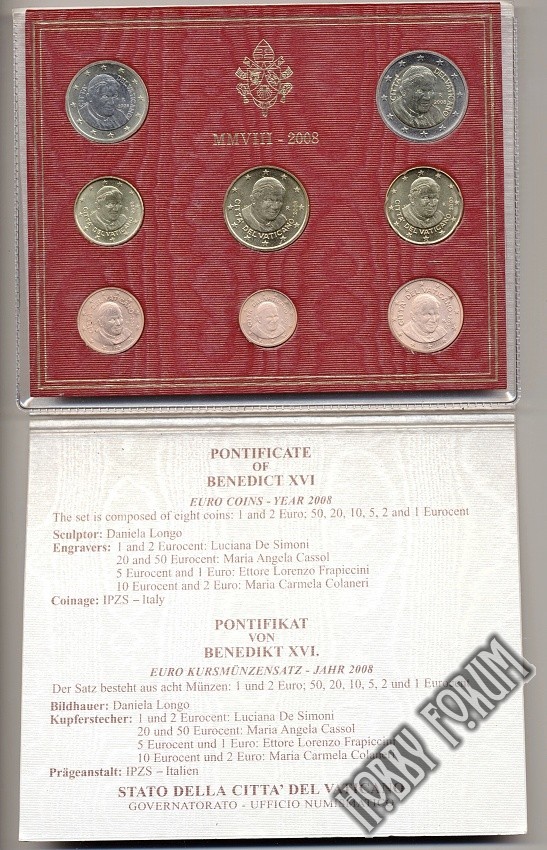 MMVIII - 2008
CITTÀ DEL VATICANO
PONTIFICATE
OF
BENEDICT XVI
EURO COINS - YEAR 2008
The set is composed of eight coins: 1 and 2 Euro; 50, 20, 10, 5, 2 and 1 Eurocent
Sculptor: Daniela Longo
Engravers: 1 and 2 Eurocent: Luciana De Simoni
20 and 50 Eurocent: Maria Angela Cassol
5 Eurocent and 1 Euro: Ettore Lorenzo Frapiccini
10 Eurocent and 2 Euro: Maria Carmela Colaneri
Coinage: IPZS – Italy
PONTIFIKAT
VON
BENEDIKT XVI.
EURO KURSMÜNZENSATZ - JAHR 2008
Der Satz besteht aus acht Münzen: 1 und 2 Euro; 50, 20, 10, 5, 2 und 1 Eurocent
Bildhauer: Daniela Longo
Kupferstecher: 1 und 2 Eurocent: Luciana De Simoni
20 und 50 Eurocent: Maria Angela Cassol
5 Eurocent und 1 Euro: Ettore Lorenzo Frapiccini
10 Eurocent und 2 Euro: Maria Carmela Colaneri
Prägeanstalt: IPZS – Italien
STATO DELLA CITTA' DEL VATICANO
GOVERNATORATO - UFFICIO NUMISMATICO
HOBBY FORUM